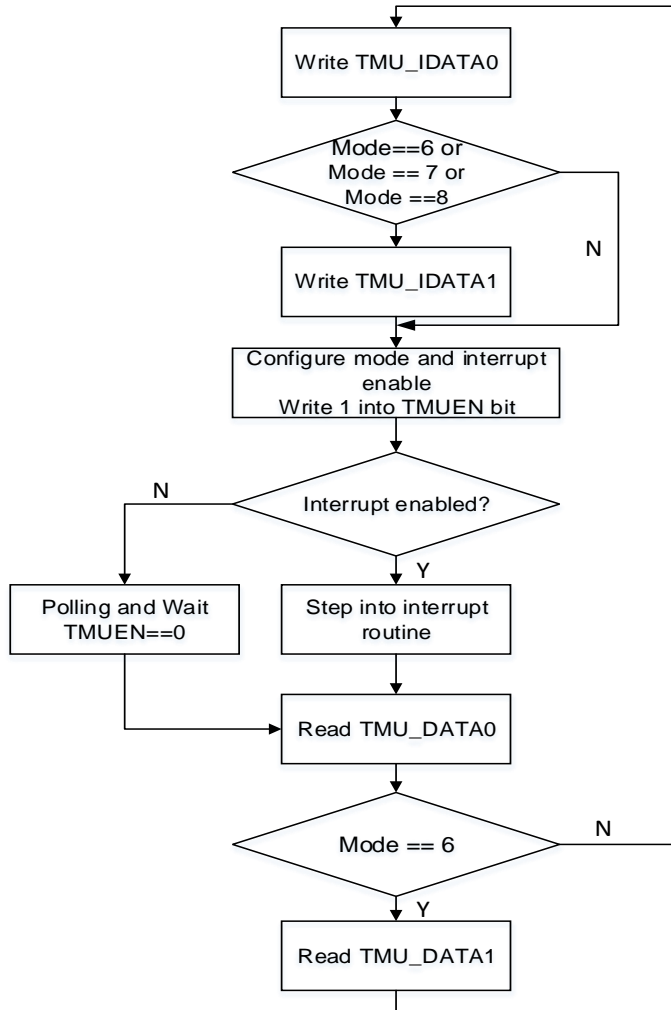 Write TMU_IDATA0
Mode==6 or
Mode == 7 or
Mode ==8
N
Write TMU_IDATA1
Configure mode and interrupt
enable
Write 1 into TMUEN bit
N
Interrupt enabled?
Y
Polling and Wait
TMUEN==0
Step into interrupt
routine
Read TMU_DATA0
Mode == 6
N
Y
Read TMU_DATA1